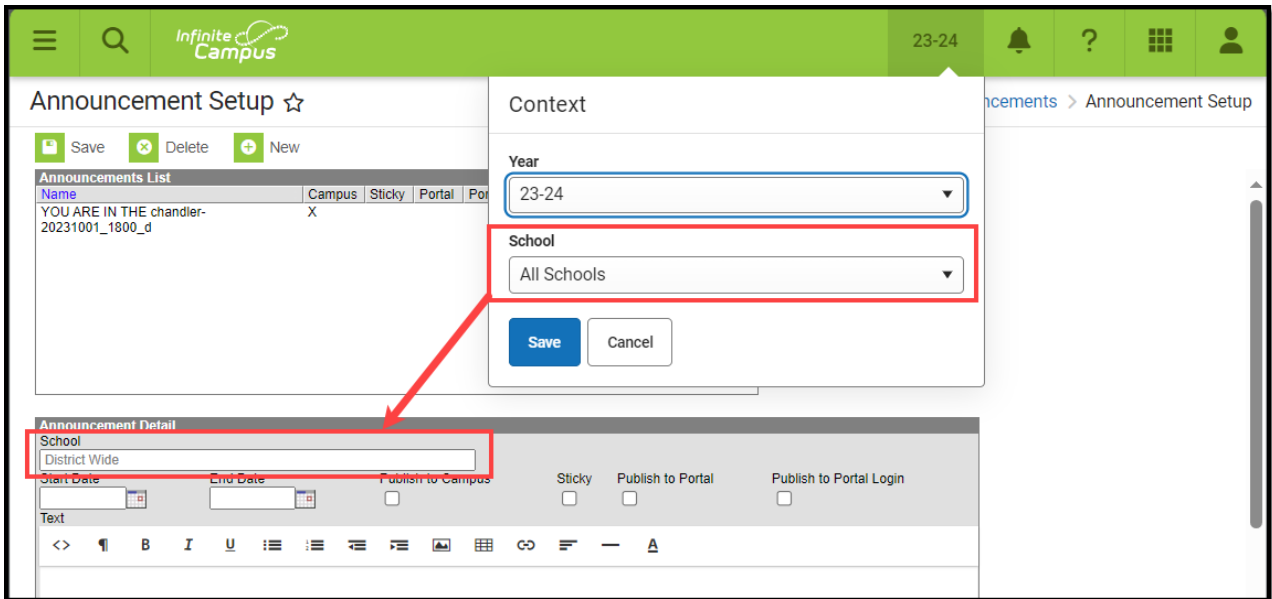 Infinite Campus
23-24
?
Announcement Setup
ncements > Announcement Setup
Context
Save Delete New
Year
23-24
Announcements List
Name Campus Sticky Portal Por
YOU ARE IN THE chandler-
20231001_1800_d
X
School
All Schools
Save Cancel
Announcement Detail
School
District Wide
Start Date End Date Publish to Campus Sticky Publish to Portal Publish to Portal Login
Text
<> ¶ B I U A